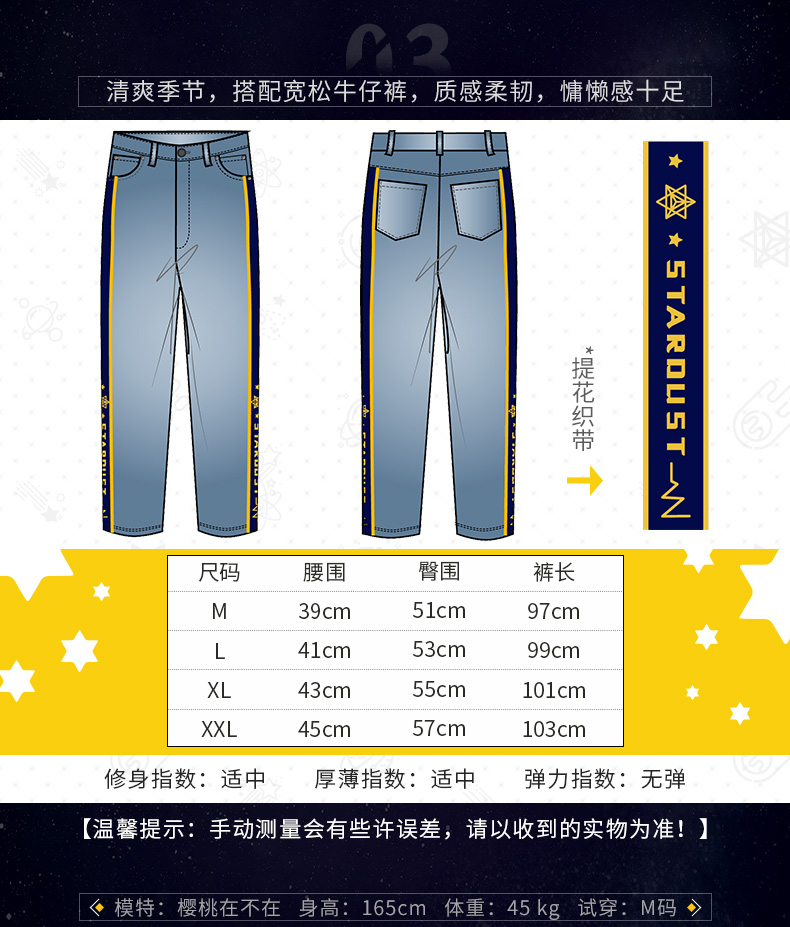 03
清爽季节，搭配宽松牛仔裤，质感柔韧，慵懒感十足
STARDUST
STARDUST
STARDUST
STARDUST
*提花织带
STARDUST
尺码 腰围 臀围 裤长
M 39cm 51cm 97cm
L 41cm 53cm 99cm
XL 43cm 55cm 101cm
XXL 45cm 57cm 103cm
修身指数：适中 厚薄指数：适中 弹力指数：无弹
【温馨提示：手动测量会有些许误差，请以收到的实物为准！】
模特：樱桃在不在 身高：165cm 体重：45 kg 试穿：M码